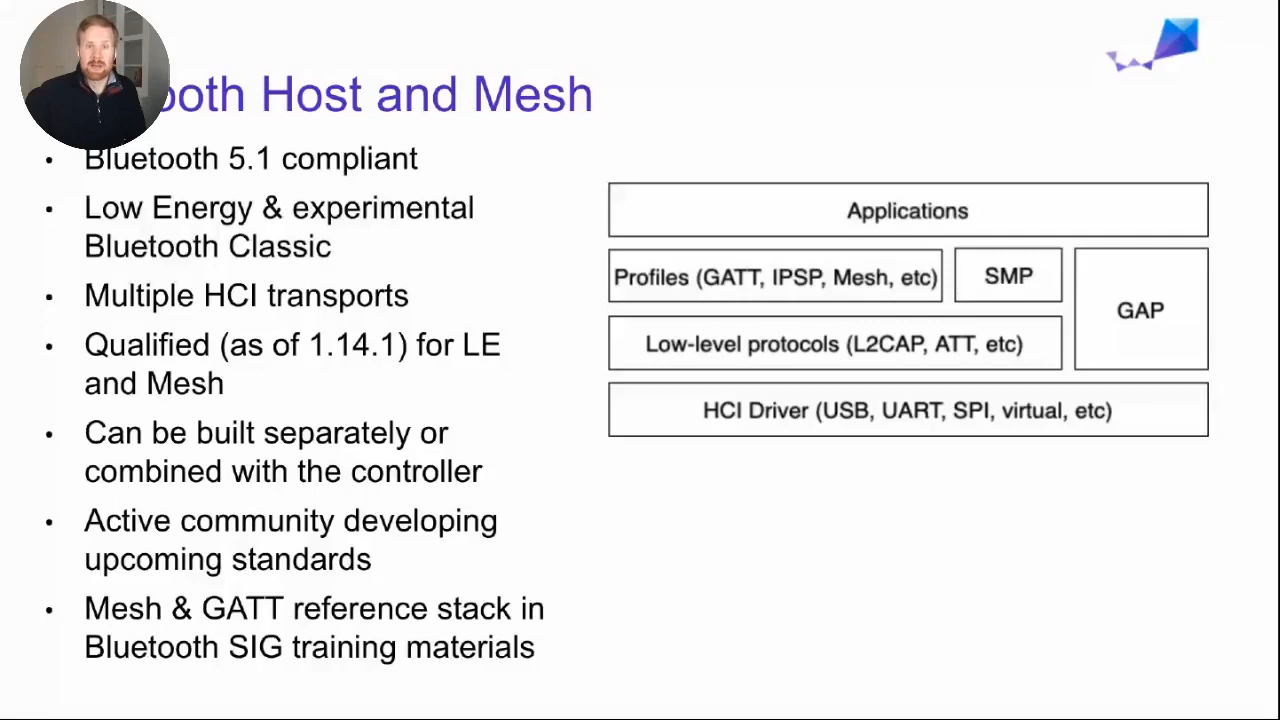 ooth Host and Mesh
• Bluetooth 5.1 compliant
• Low Energy & experimental
Bluetooth Classic
• Multiple HCI transports
• Qualified (as of 1.14.1) for LE
and Mesh
• Can be built separately or
combined with the controller
• Active community developing
upcoming standards
• Mesh & GATT reference stack in
Bluetooth SIG training materials
Applications
Profiles (GATT, IPSP, Mesh, etc)
SMP
GAP
Low-level protocols (L2CAP, ATT, etc)
HCI Driver (USB, UART, SPI, virtual, etc)